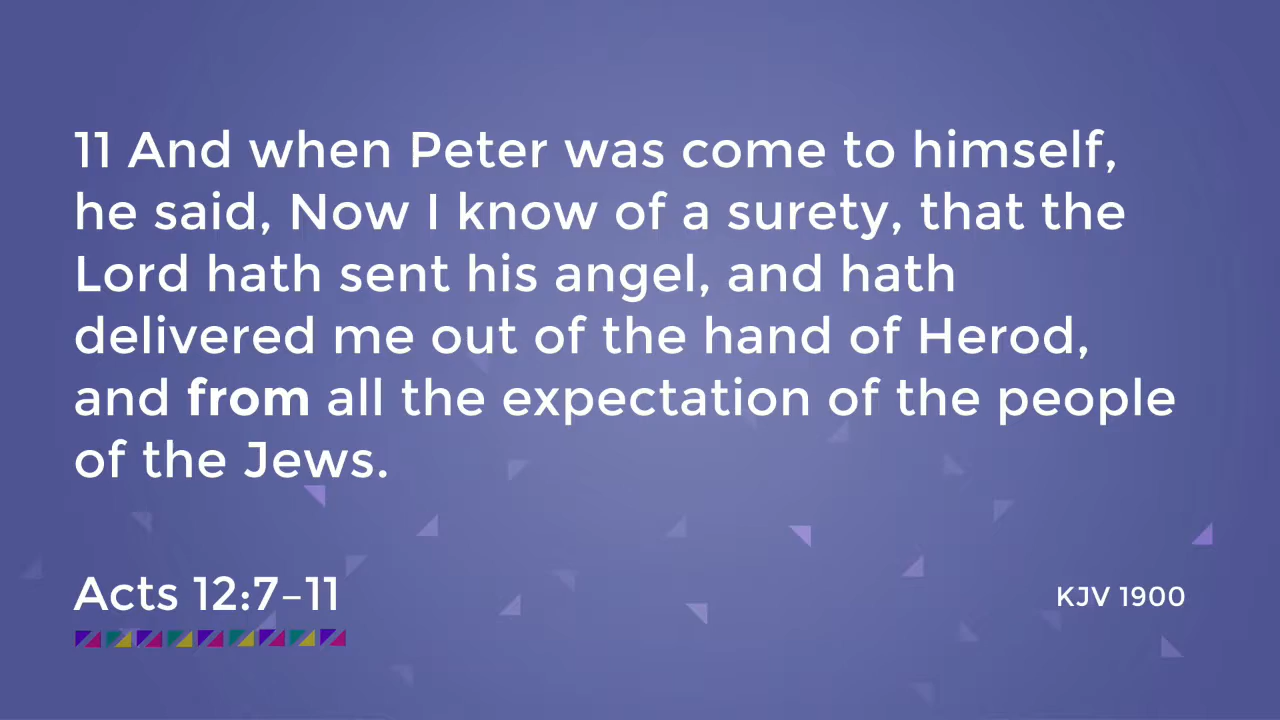 11 And when Peter was come to himself,
he said, Now I know of a surety, that the
Lord hath sent his angel, and hath
delivered me out of the hand of Herod,
and from all the expectation of the people
of the Jews.
Acts 12:7–11
KJV 1900